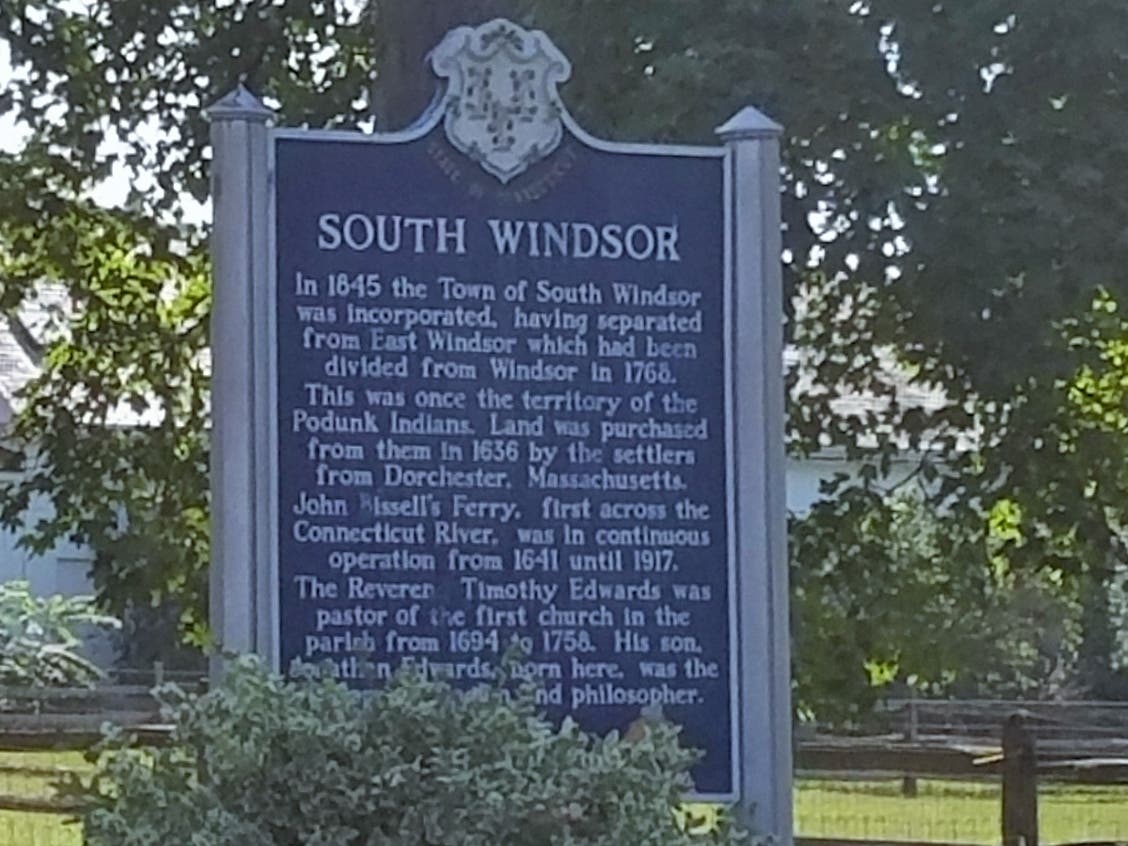 SOUTH WINDSOR
In 1845 the Town of South Windsor
was incorporated, having separated
from East Windsor which had been
divided from Windsor in 1768.
This was once the territory of the
Podunk Indians. Land was purchased
from them in 1636 by the settlers
from Dorchester, Massachusetts.
John Bissell's Ferry, first across the
Connecticut River, was in continuous
operation from 1641 until 1917.
The Reverend Timothy Edwards was
pastor of the first church in the
parish from 1694 to 1758. His son,
Jonathan Edwards, born here, was the
and philosopher.